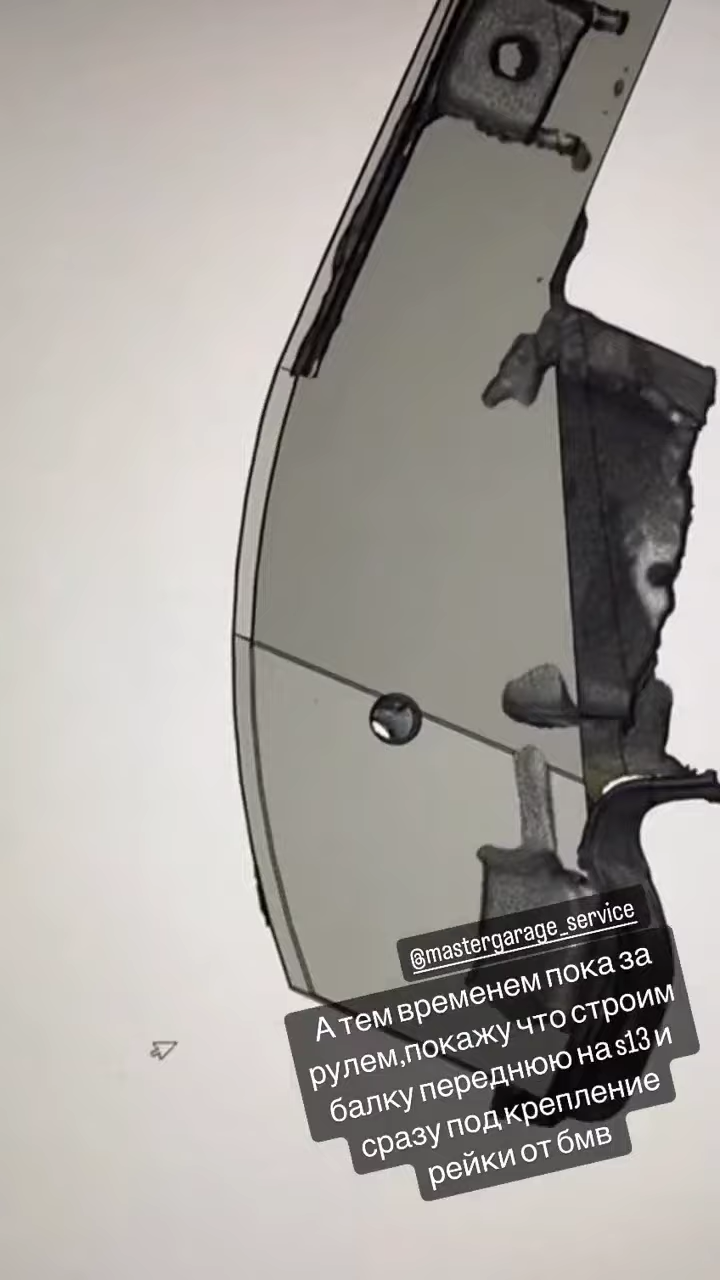 @mastergarage_service
А тем временем пока за
рулем,покажу что строим
балку переднюю на s13 и
сразу под крепление
рейки от бмв